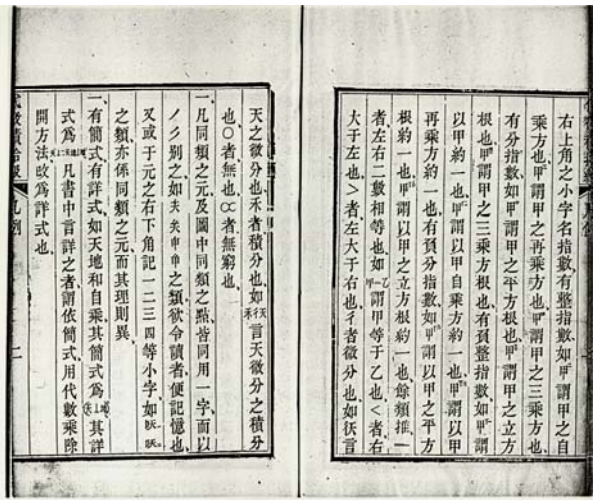 右上角之小字名指數有整指數如甲謂甲之自
乘方也甲謂甲之再乘方也甲謂甲之三乘方也
有分指數如甲謂甲之平方根也甲謂甲之立方
根也甲謂甲之三乘方根也有負整指數如甲謂
以甲約一也甲謂以甲自乘方約一也甲謂以甲
再乘方約一也有負分指數如甲謂以甲之平方
根約一也甲謂以甲之立方根約一也餘類推一
者左右二數相等也如乙一甲謂甲等于乙也<者右
大于左也>者左大于右也彳者微分也如彳天言
天之微分也禾者積分也如禾彳天言天微分之積分
也〇者無也∝者無窮也
一凡同類之元及圖中同類之點皆同用一字而以
ノ乀別之如天天申申之類欲令讀者便記憶也
又或于元之右下角記一二三四等小字如
之類亦係同類之元而其理則異
一有簡式有詳式如天地和自乘其簡式為其詳
式為凡書中言詳之者謂依簡式用代數乘除
開方法改為詳式也
代微積拾級
凡例
二